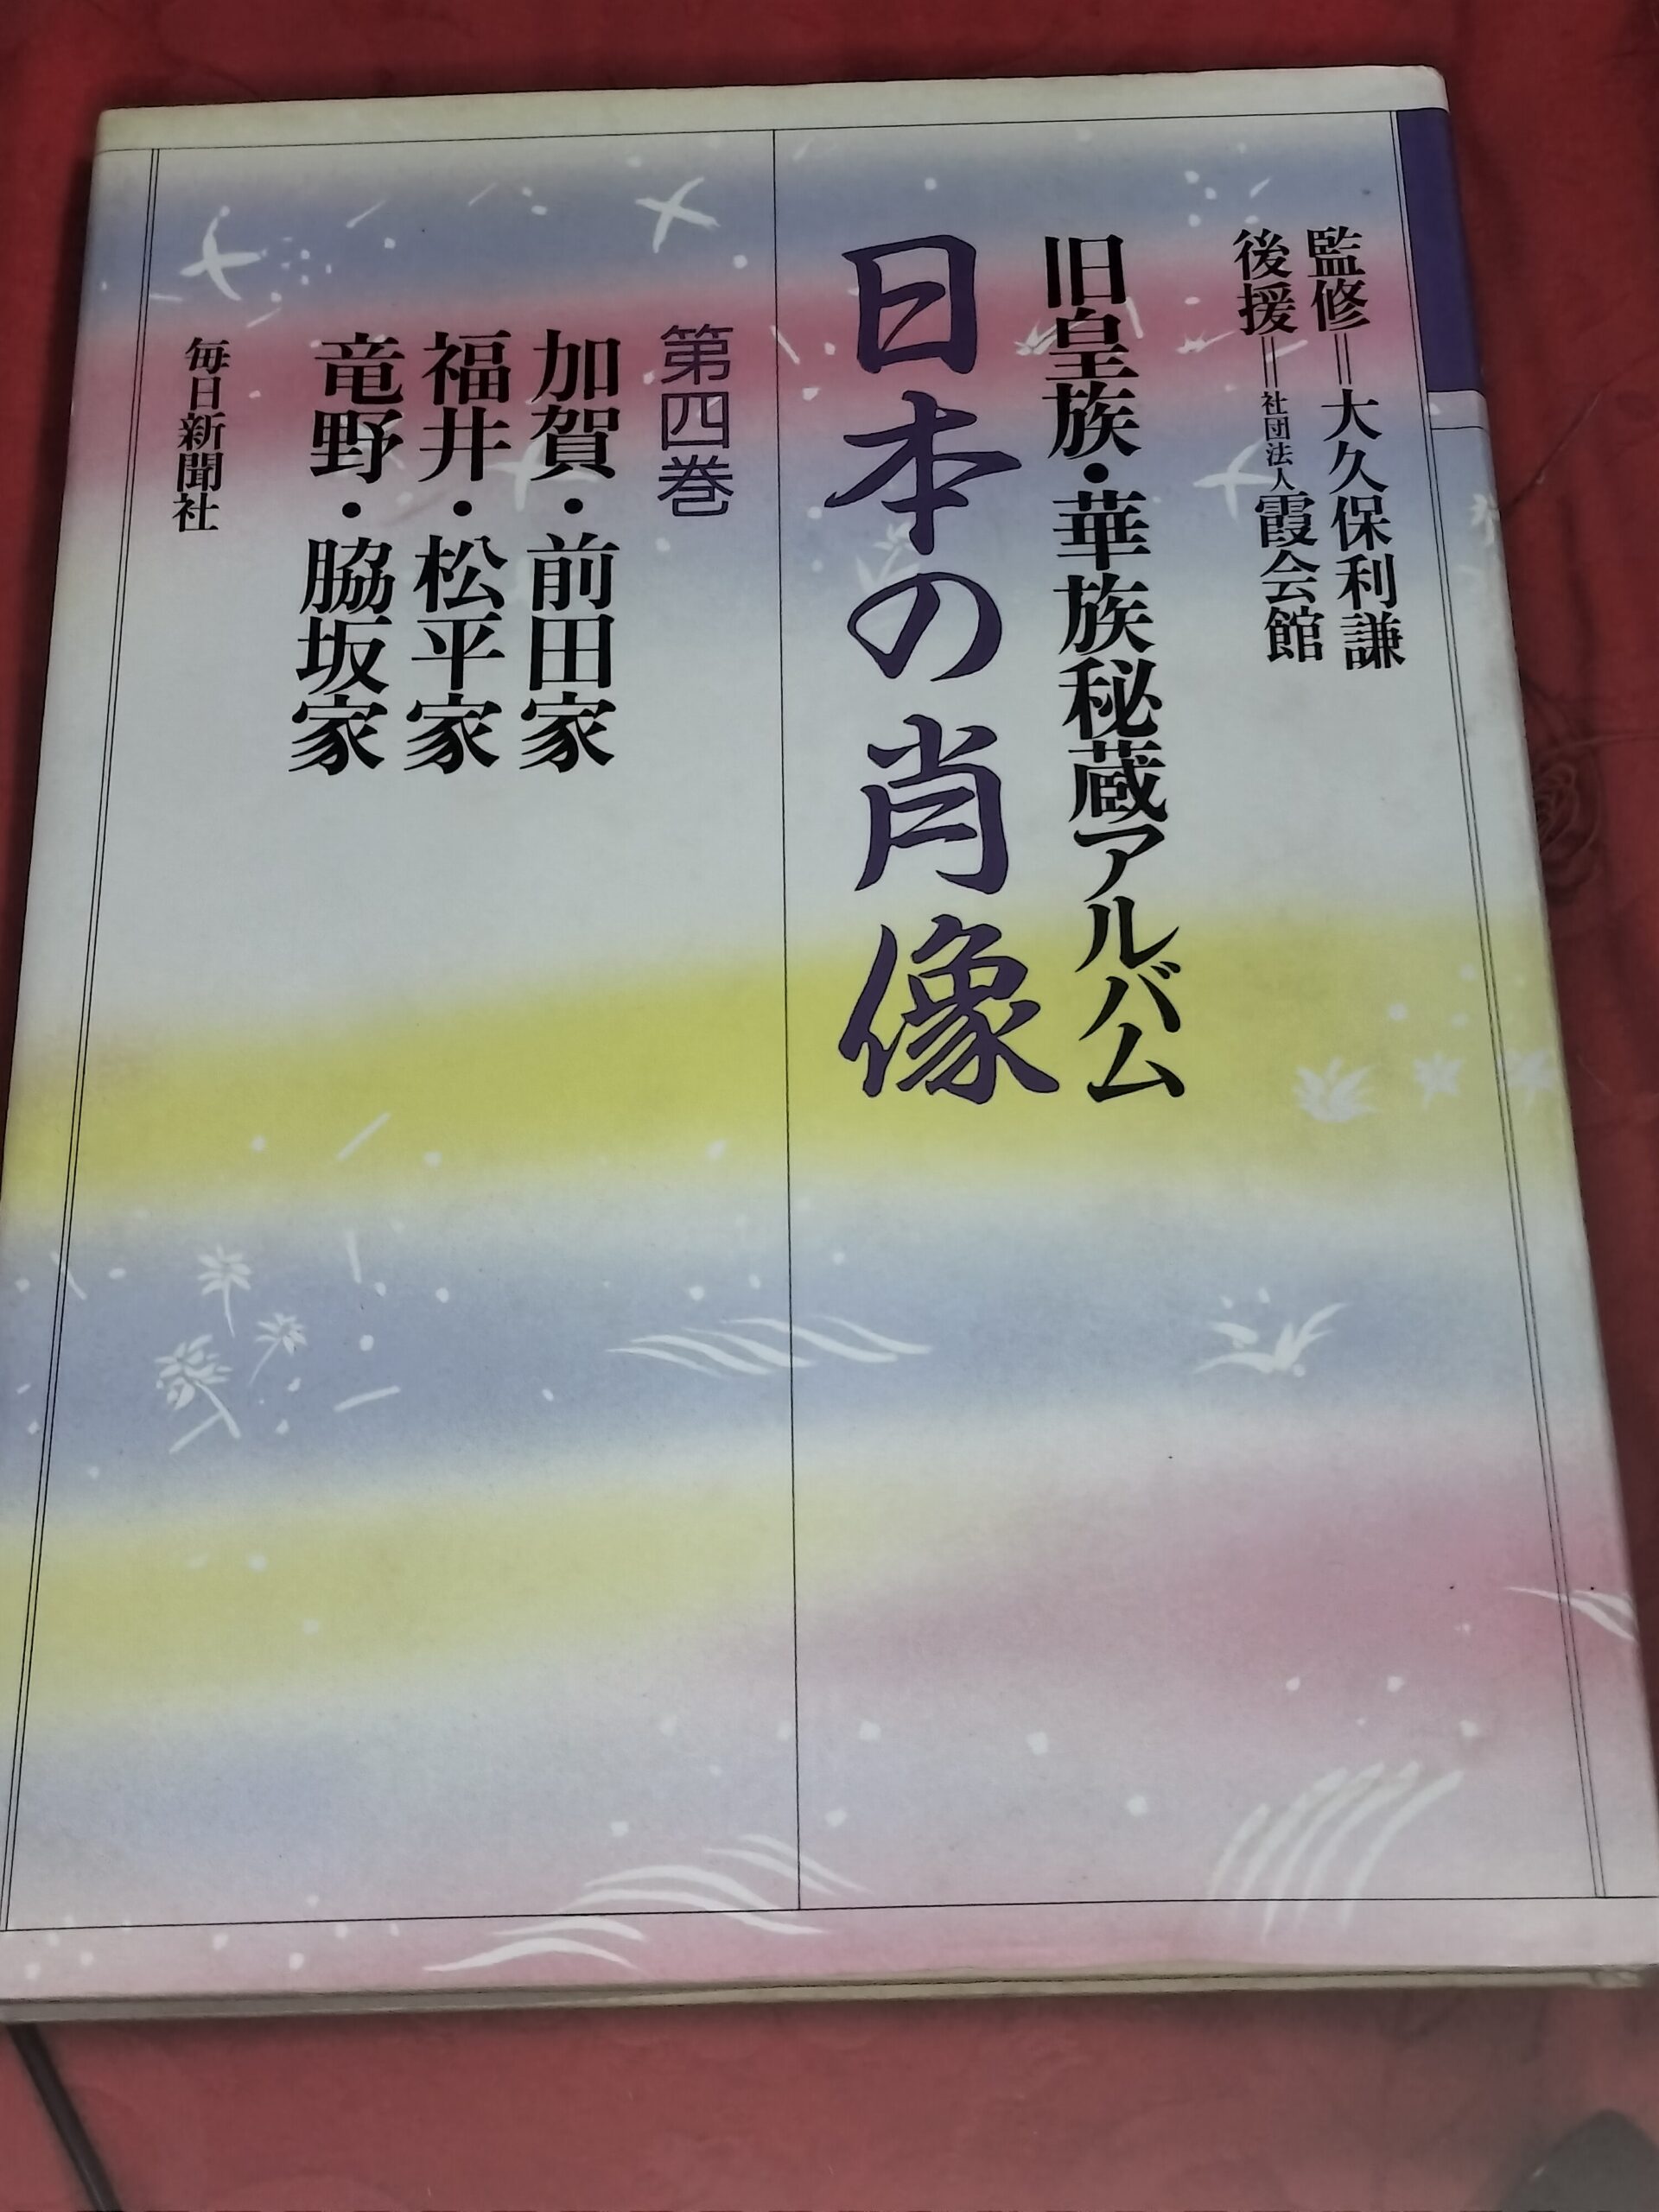 監修=大久保利謙
後援=社団法人霞会館
旧皇族・華族秘蔵アルバム
日本の肖像
第四巻
加賀・前田家
福井・松平家
竜野・脇坂家
毎日新聞社